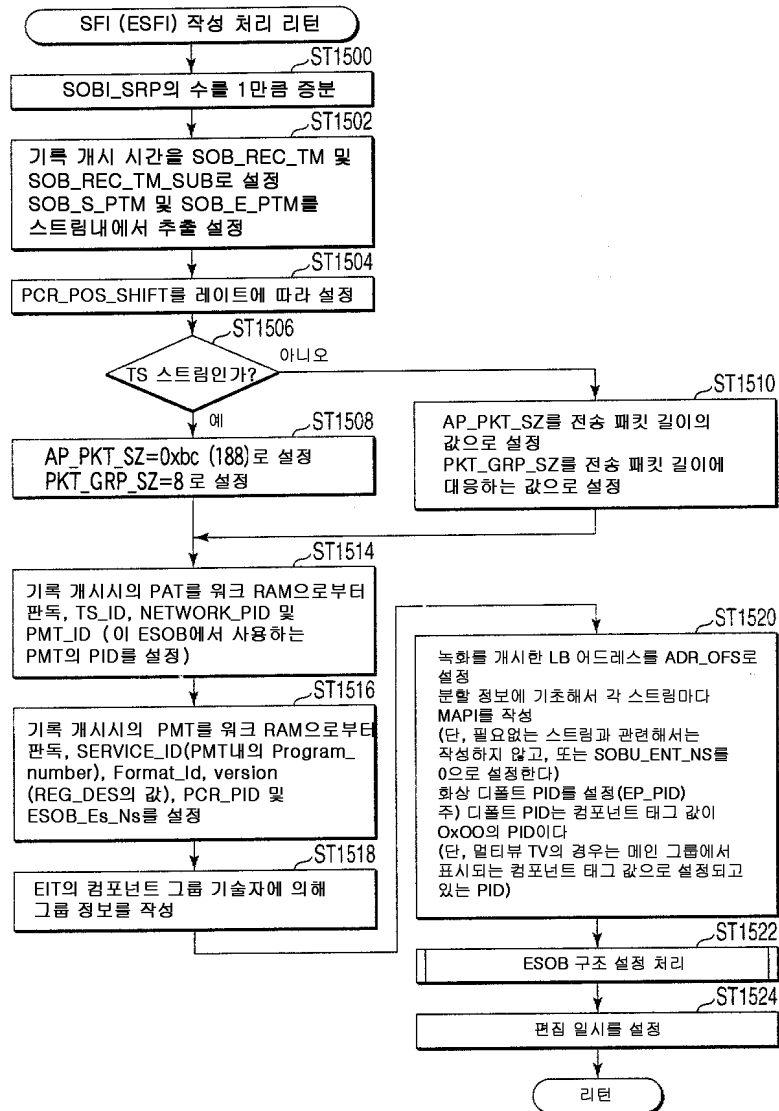 SFI (ESFI) 작성 처리 리턴
ST1500
SOBI_SRP의 수를 1만큼 증분
ST1502
기록 개시 시간을 SOB_REC_TM 및
SOB_REC_TM_SUB로 설정
SOB_S_PTM 및 SOB_E_PTM를
스트림내에서 추출 설정
ST1504
PCR_POS_SHIFT를 레이트에 따라 설정
ST1506
TS 스트림인가?
아니오
예
ST1508
AP_PKT_SZ=0xbc (188)로 설정
PKT_GRP_SZ=8로 설정
ST1510
AP_PKT_SZ를 전송 패킷 길이의
값으로 설정
PKT_GRP_SZ를 전송 패킷 길이에
대응하는 값으로 설정
ST1514
기록 개시시의 PAT를 워크 RAM으로부터
판독, TS_ID, NETWORK_PID 및
PMT_ID (이 ESOB에서 사용하는
PMT의 PID를 설정)
ST1516
기록 개시시의 PMT를 워크 RAM으로부터
판독, SERVICE_ID(PMT내의 Program_
number), Format_Id, version
(REG_DES의 값), PCR_PID 및
ESOB_Es_Ns를 설정
ST1518
EIT의 컴포넌트 그룹 기술자에 의해
그룹 정보를 작성
ST1520
녹화를 개시한 LB 어드레스를 ADR_OFS로
설정
분할 정보에 기초해서 각 스트림마다
MAPI를 작성
(단, 필요없는 스트림과 관련해서는
작성하지 않고, 또는 SOBU_ENT_NS를
0으로 설정한다)
화상 디폴트 PID를 설정(EP_PID)
주) 디폴트 PID는 컴포넌트 태그 값이
0x00의 PID이다
(단, 멀티뷰 TV의 경우는 메인 그룹에서
표시되는 컴포넌트 태그 값으로 설정되고
있는 PID)
ST1522
ESOB 구조 설정 처리
ST1524
편집 일시를 설정
리턴